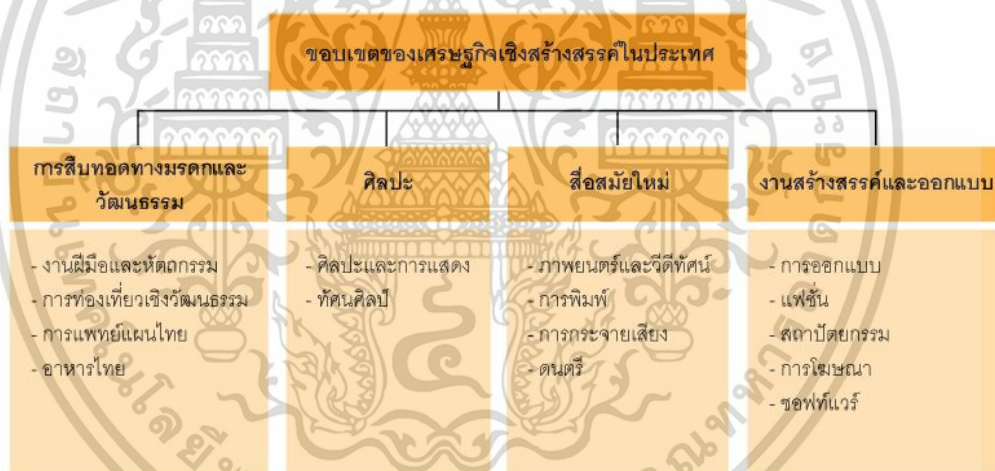 ขอบเขตของเศรษฐกิจเชิงสร้างสรรค์ในประเทศ
การสืบทอดทางมรดกและ
วัฒนธรรม
- งานฝีมือและหัตถกรรม
- การท่องเที่ยวเชิงวัฒนธรรม
- การแพทย์แผนไทย
- อาหารไทย
ศิลปะ
- ศิลปะและการแสดง
- ทัศนศิลป์
สื่อสมัยใหม่
- ภาพยนตร์และวีดีทัศน์
- การพิมพ์
- การกระจายเสียง
- ดนตรี
งานสร้างสรรค์และออกแบบ
- การออกแบบ
- แฟชั่น
- สถาปัตยกรรม
- การโฆษณา
- ซอฟท์แวร์